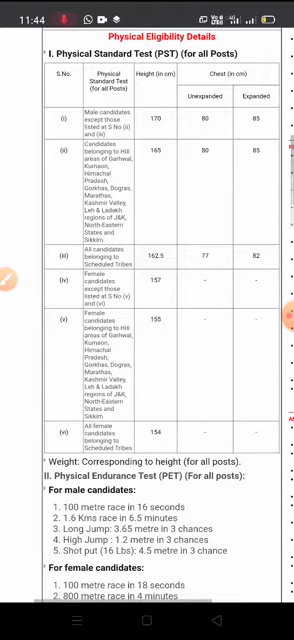 11:44
4G
Physical Eligibility Details
I. Physical Standard Test (PST) (for all Posts)
S.No. Physical Standard Test (for all Posts) Height (in cm) Chest (in cm)
Unexpanded Expanded
(i) Male candidates except those listed at S No (ii) and (iii) 170 80 85
(ii) Candidates belonging to Hill areas of Garhwal, Kumaon, Himachal Pradesh, Gorkhas, Dogras, Marathas, Kashmir Valley, Leh & Ladakh regions of J&K, North-Eastern States and Sikkim. 165 80 85
(iii) All candidates belonging to Scheduled Tribes 162.5 77 82
(iv) Female candidates except those listed at S No (v) and (vi) 157 - -
(v) Female candidates belonging to Hill areas of Garhwal, Kumaon, Himachal Pradesh, Gorkhas, Dogras, Marathas, Kashmir Valley, Leh & Ladakh regions of J&K, North-Eastern States and Sikkim 155 - -
(vi) All female candidates belonging to Scheduled Tribes 154 - -
Weight: Corresponding to height (for all posts).
II. Physical Endurance Test (PET) (For all posts):
For male candidates:
1. 100 metre race in 16 seconds
2. 1.6 Kms race in 6.5 minutes
3. Long Jump: 3.65 metre in 3 chances
4. High Jump : 1.2 metre in 3 chances
5. Shot put (16 Lbs): 4.5 metre in 3 chance
For female candidates:
1. 100 metre race in 18 seconds
2. 800 metre race in 4 minutes